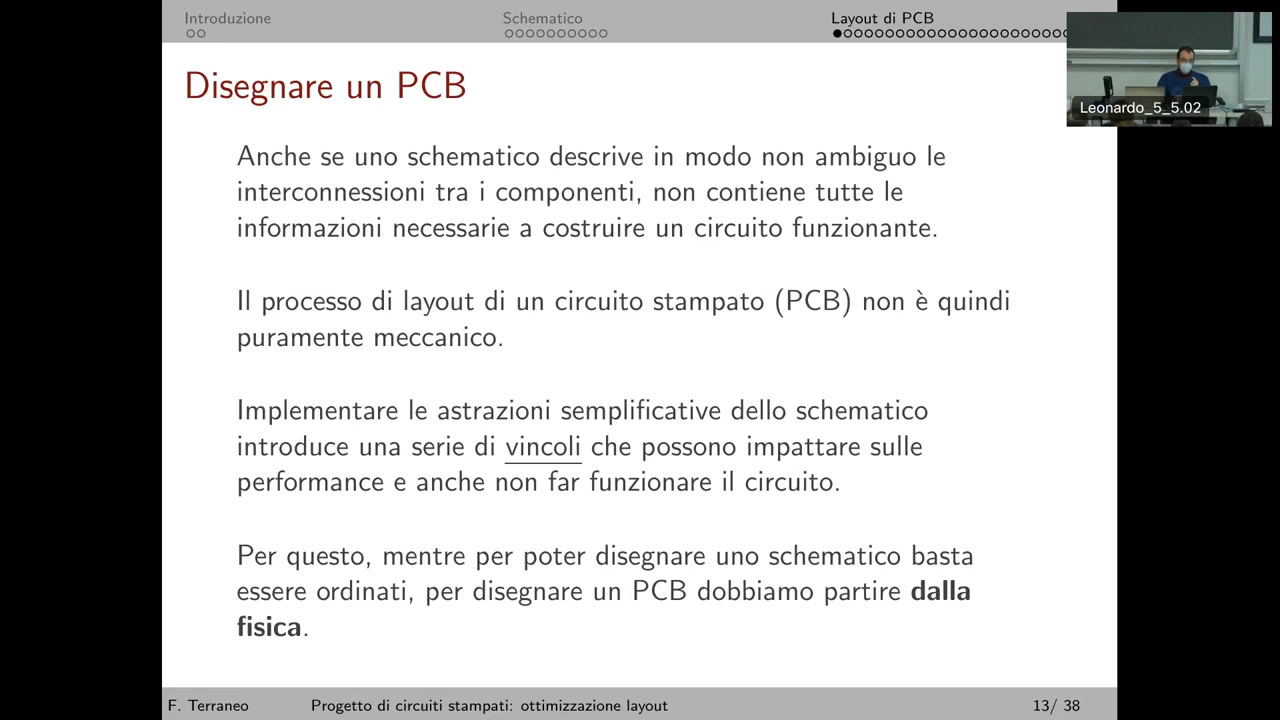 Introduzione
Schematico
Layout di PCB
Leonardo_5_5.02
Disegnare un PCB
Anche se uno schematico descrive in modo non ambiguo le
interconnessioni tra i componenti, non contiene tutte le
informazioni necessarie a costruire un circuito funzionante.
Il processo di layout di un circuito stampato (PCB) non è quindi
puramente meccanico.
Implementare le astrazioni semplificative dello schematico
introduce una serie di vincoli che possono impattare sulle
performance e anche non far funzionare il circuito.
Per questo, mentre per poter disegnare uno schematico basta
essere ordinati, per disegnare un PCB dobbiamo partire dalla
fisica.
F. Terraneo
Progetto di circuiti stampati: ottimizzazione layout
13/ 38